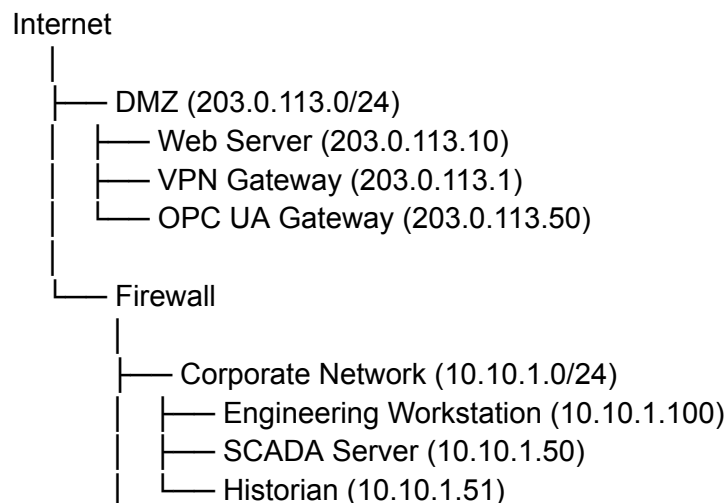 Internet
DMZ (203.0.113.0/24)
Web Server (203.0.113.10)
VPN Gateway (203.0.113.1)
OPC UA Gateway (203.0.113.50)
Firewall
Corporate Network (10.10.1.0/24)
Engineering Workstation (10.10.1.100)
SCADA Server (10.10.1.50)
Historian (10.10.1.51)